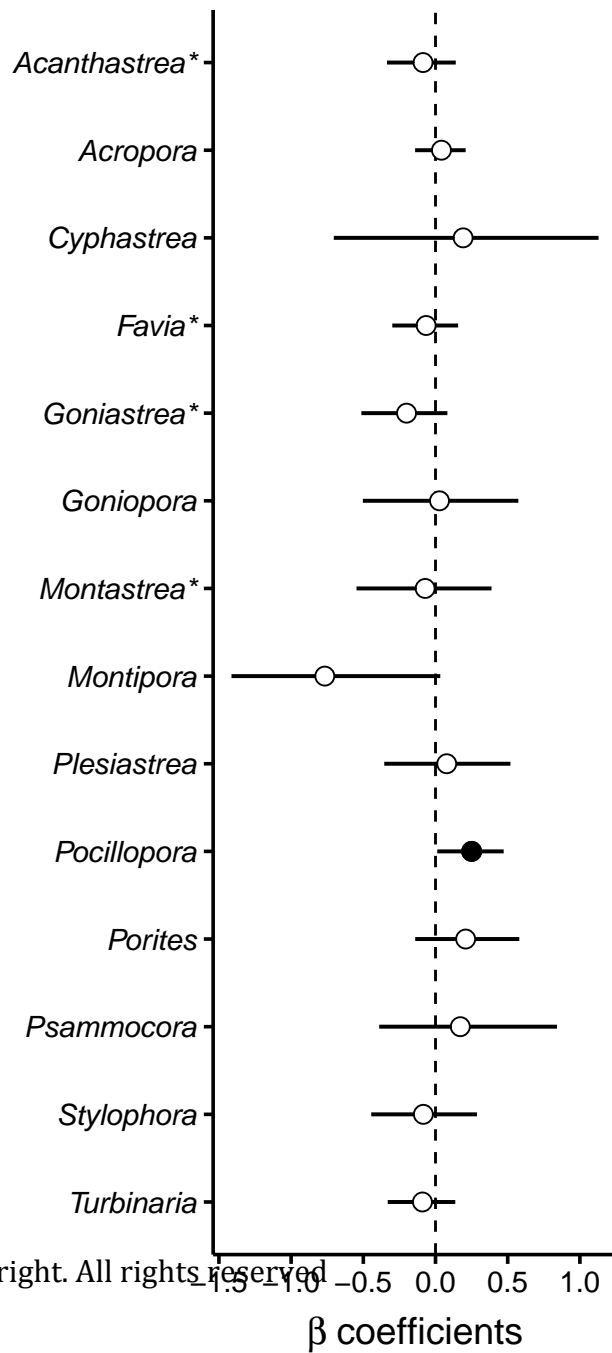 Acanthastrea*
Acropora
Cyphastrea
Favia*
Goniastrea*
Goniopora
Montastrea*
Montipora
Plesiastrea
Pocillopora
Porites
Psammocora
Stylophora
Turbinaria
right. All rights reserved
−1.5 −1.0 −0.5 0.0 0.5 1.0
β coefficients